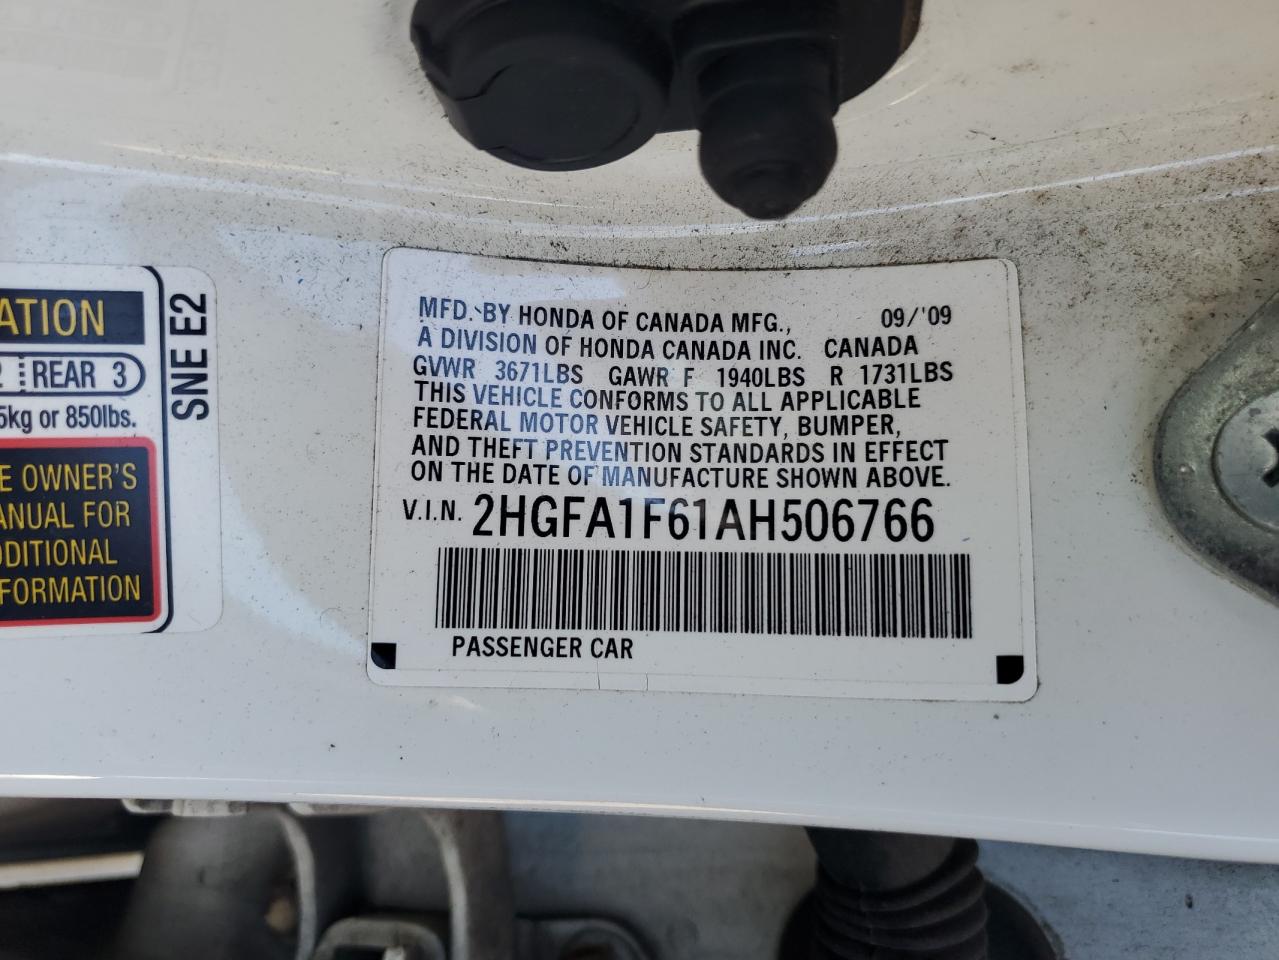 ATION
2 REAR 3
5kg or 850lbs.
E OWNER'S
ANUAL FOR
DDITIONAL
FORMATION
SNE E2
MFD. BY HONDA OF CANADA MFG., 09/'09
A DIVISION OF HONDA CANADA INC. CANADA
GVWR 3671LBS GAWR F 1940LBS R 1731LBS
THIS VEHICLE CONFORMS TO ALL APPLICABLE
FEDERAL MOTOR VEHICLE SAFETY, BUMPER,
AND THEFT PREVENTION STANDARDS IN EFFECT
ON THE DATE OF MANUFACTURE SHOWN ABOVE.
V.I.N. 2HGFA1F61AH506766
PASSENGER CAR